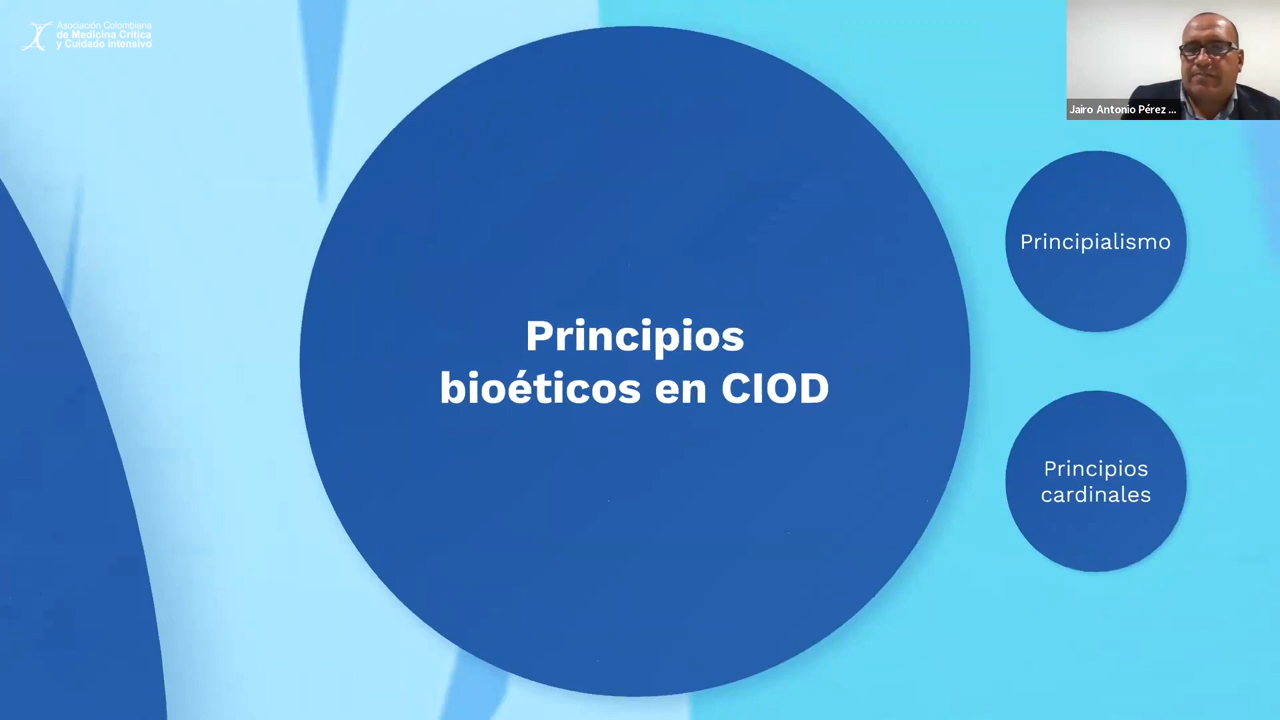 Asociación Colombiana
de Medicina Crítica
y Cuidado Intensivo
Jairo Antonio Pérez ...
Principialismo
Principios
bioéticos en CIOD
Principios
cardinales